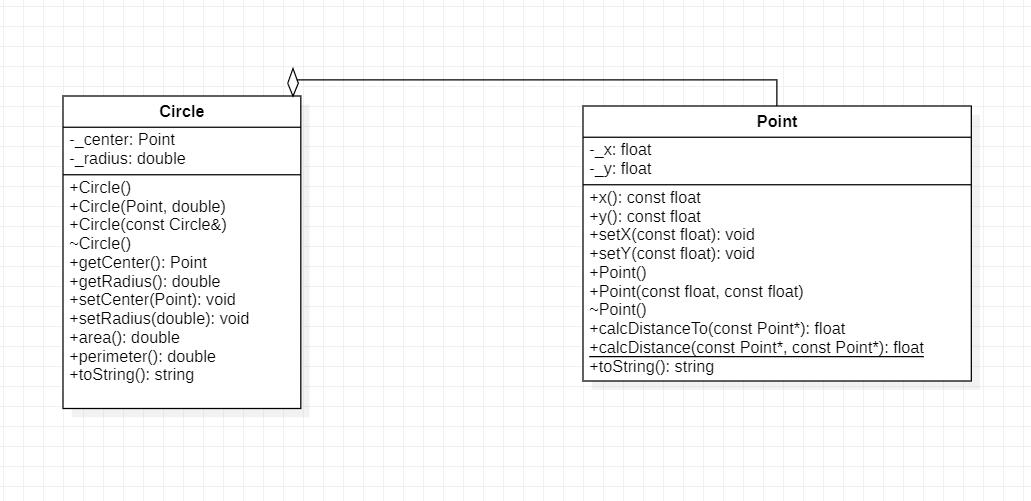 Circle
-_center: Point
-_radius: double
+Circle()
+Circle(Point, double)
+Circle(const Circle&)
~Circle()
+getCenter(): Point
+getRadius(): double
+setCenter(Point): void
+setRadius(double): void
+area(): double
+perimeter(): double
+toString(): string
Point
-_x: float
-_y: float
+x(): const float
+y(): const float
+setX(const float): void
+setY(const float): void
+Point()
+Point(const float, const float)
~Point()
+calcDistanceTo(const Point*): float
+calcDistance(const Point*, const Point*): float
+toString(): string